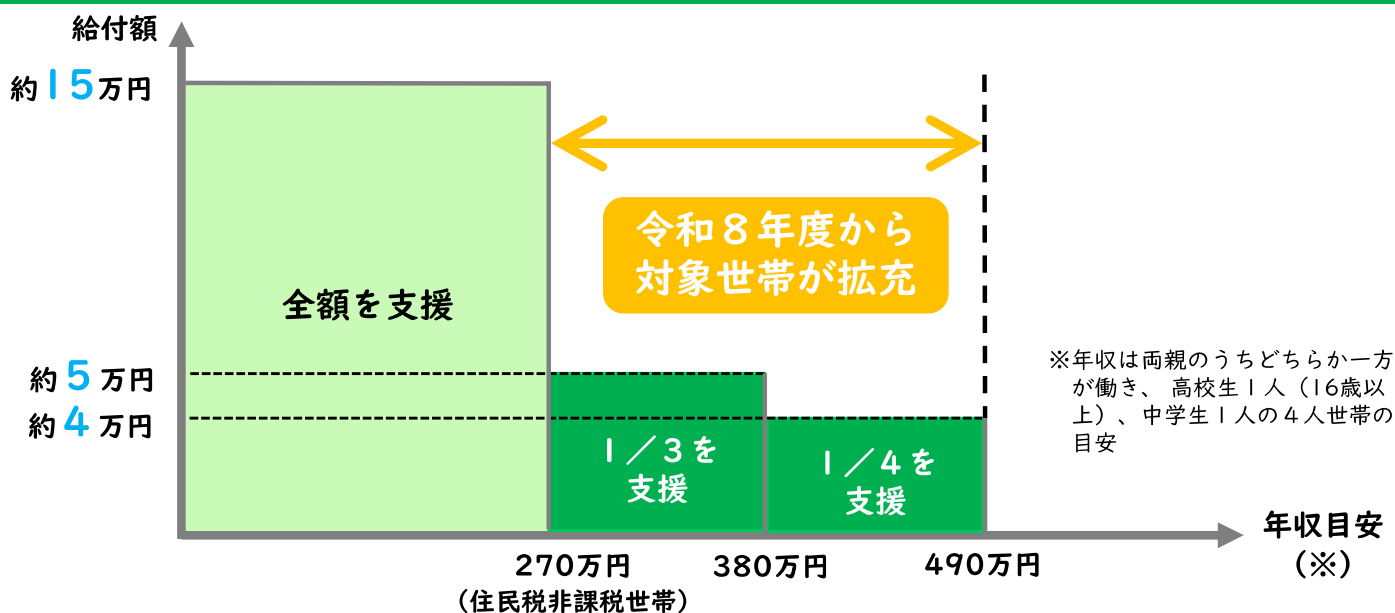 給付額
約15万円
令和8年度から
対象世帯が拡充
全額を支援
約5万円
約4万円
※年収は両親のうちどちらか一方
が働き、高校生1人（16歳以
上）、中学生1人の4人世帯の
目安
1／3を
支援
1／4を
支援
年収目安
（※）
270万円
380万円
490万円
（住民税非課税世帯）